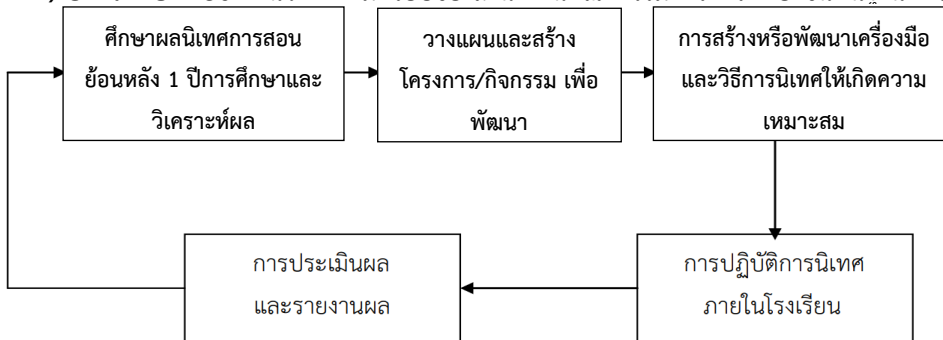 ศึกษาผลนิเทศการสอน
ย้อนหลัง 1 ปีการศึกษาและ
วิเคราะห์ผล
วางแผนและสร้าง
โครงการ/กิจกรรม เพื่อ
พัฒนา
การสร้างหรือพัฒนาเครื่องมือ
และวิธีการนิเทศให้เกิดความ
เหมาะสม
การประเมินผล
และรายงานผล
การปฏิบัติการนิเทศ
ภายในโรงเรียน